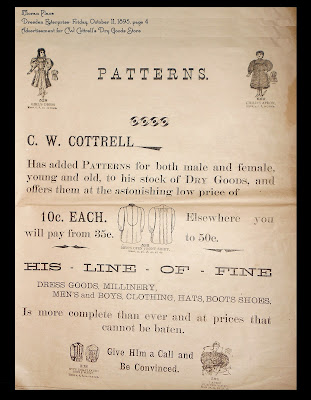 Dresden Enterprise Friday, October 11, 1895, page 4
Advertisement for CW Cottrell's Dry Goods Store
PATTERNS.
C. W. COTTRELL
Has added PATTERNS for both male and female,
young and old, to his stock of DRY GOODS, and
offers them at the astonishing low price of
10c. EACH. Elsewhere you
will pay from 35c. to 50c.
HIS - LINE - OF - FINE
DRESS GOODS, MILLINERY,
MEN'S and BOYS, CLOTHING, HATS, BOOTS SHOES,
Is more complete than ever and at prices that
cannot be baten.
Give Him a Call and
Be Convinced.